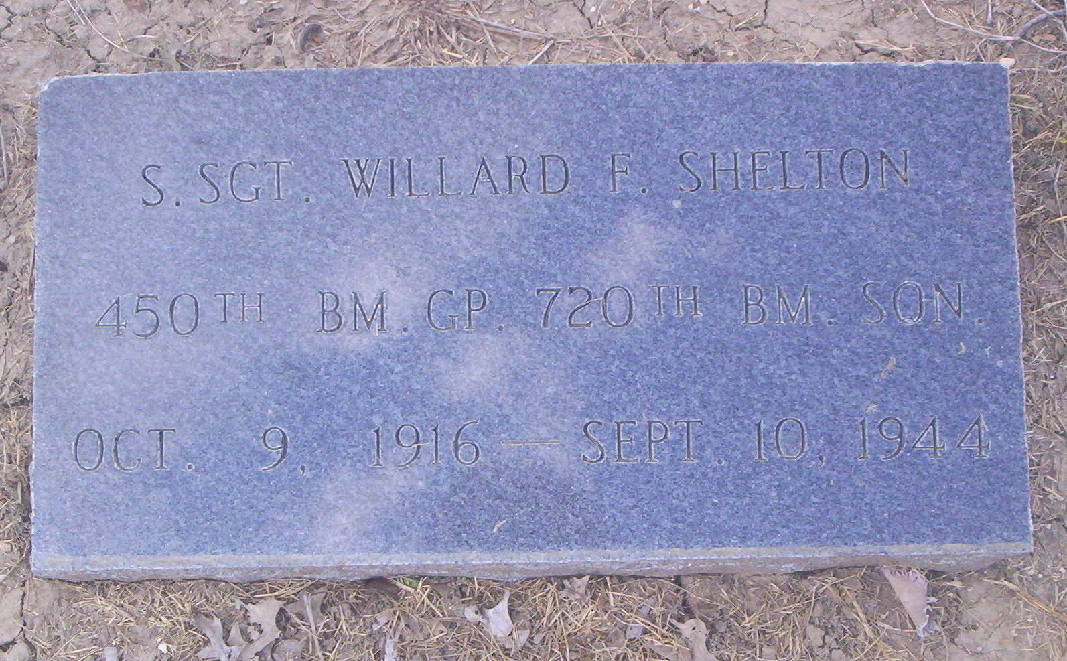 S. SGT. WILLARD F. SHELTON
450TH BM. GP. 720TH BM. SQN.
OCT. 9, 1916 — SEPT. 10, 1944